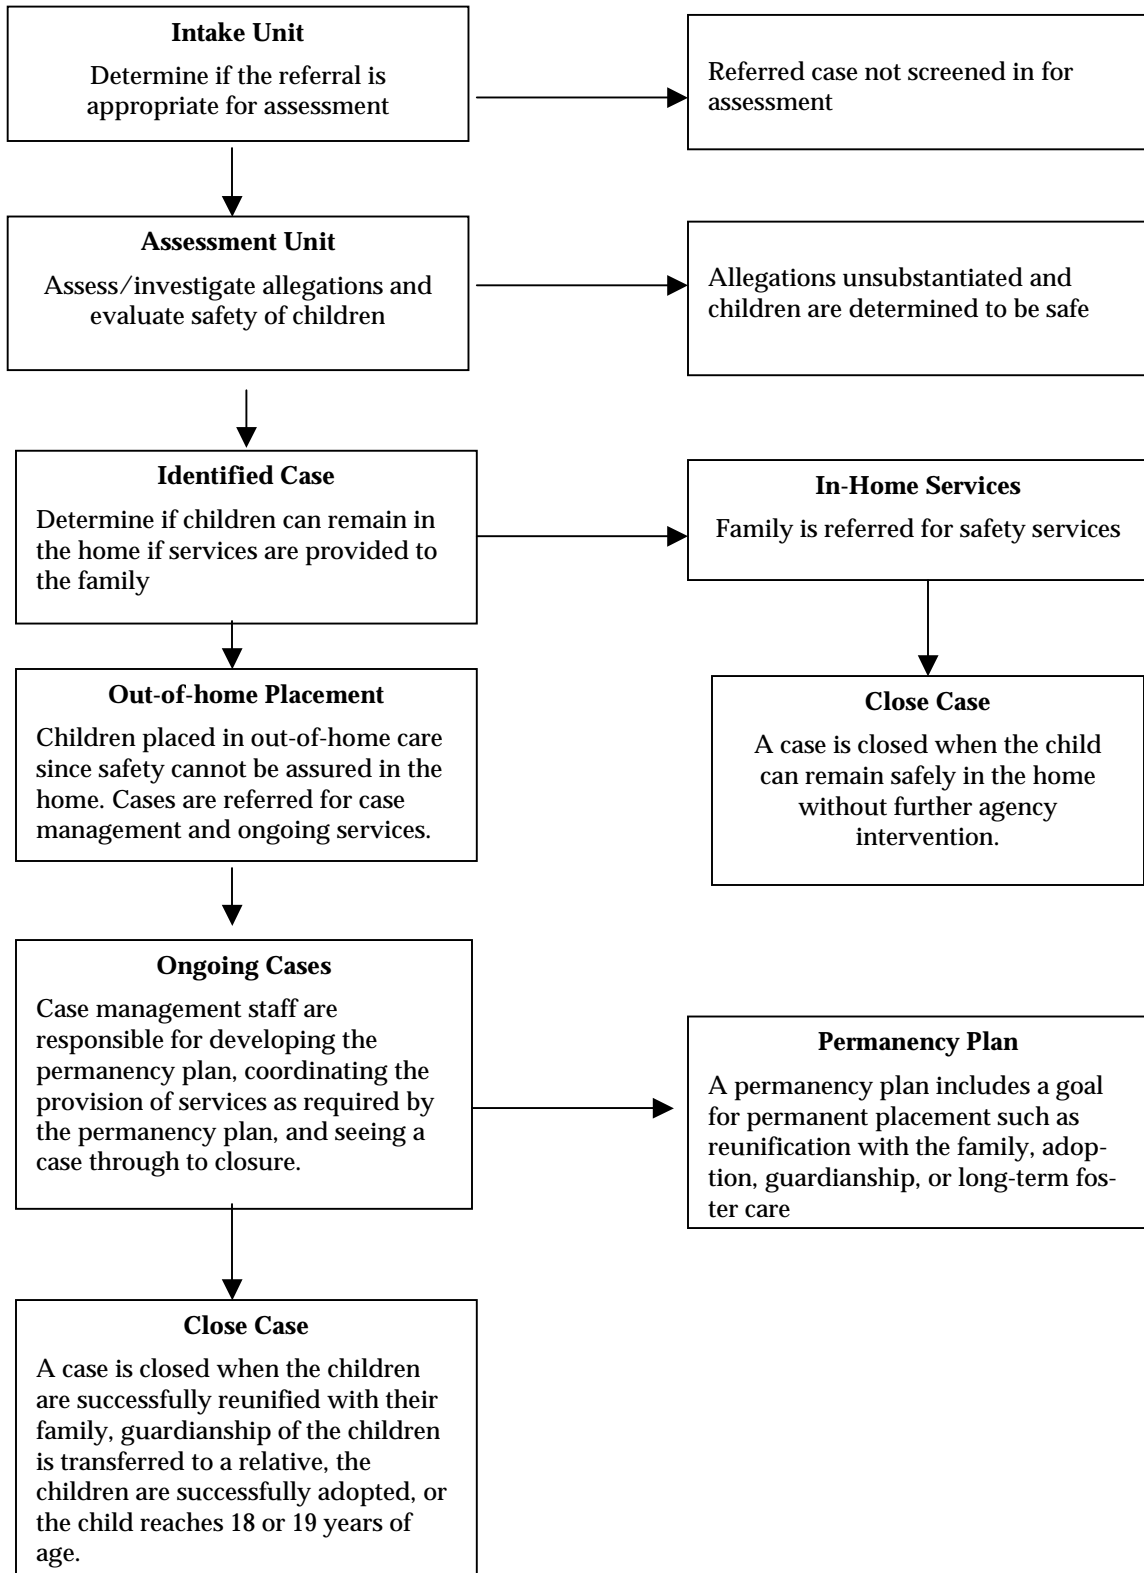 Intake Unit
Determine if the referral is
appropriate for assessment
Referred case not screened in for
assessment
Assessment Unit
Assess/investigate allegations and
evaluate safety of children
Allegations unsubstantiated and
children are determined to be safe
Identified Case
Determine if children can remain in
the home if services are provided to
the family
In-Home Services
Family is referred for safety services
Out-of-home Placement
Children placed in out-of-home care
since safety cannot be assured in the
home. Cases are referred for case
management and ongoing services.
Close Case
A case is closed when the child
can remain safely in the home
without further agency
intervention.
Ongoing Cases
Case management staff are
responsible for developing the
permanency plan, coordinating the
provision of services as required by
the permanency plan, and seeing a
case through to closure.
Permanency Plan
A permanency plan includes a goal
for permanent placement such as
reunification with the family, adop-
tion, guardianship, or long-term fos-
ter care
Close Case
A case is closed when the children
are successfully reunified with their
family, guardianship of the children
is transferred to a relative, the
children are successfully adopted, or
the child reaches 18 or 19 years of
age.